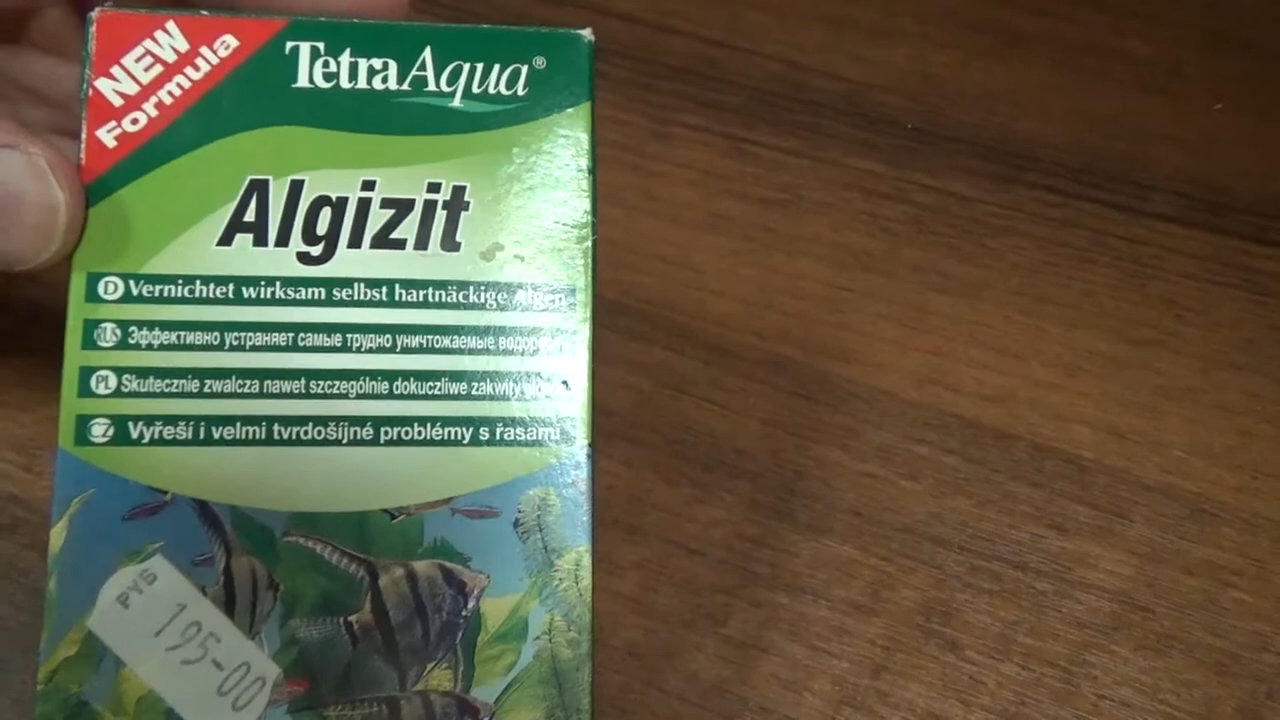 NEW
Formula
TetraAqua®
Algizit
D Vernichtet wirksam selbst hartnäckige Algen
RUS Эффективно устраняет самые трудно уничтожаемые
PL Skutecznie zwalcza nawet szczególnie dokuczliwe zakwity
CZ Vyřeší i velmi tvrdošíjné problémy s řasami
РУБ
195-00